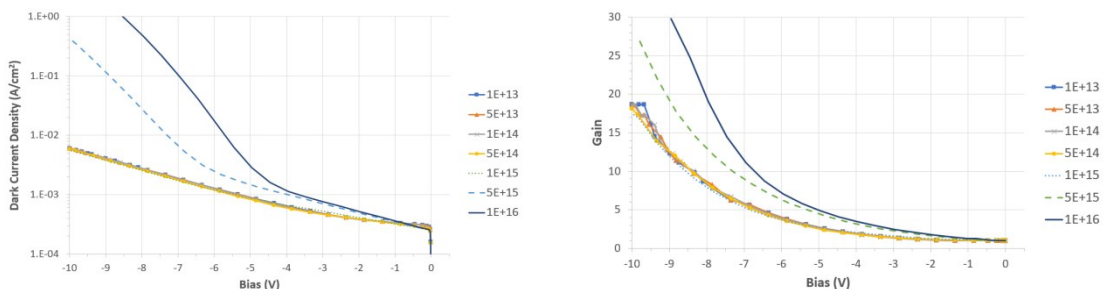 Dark Current Density (A/cm²)
1.E+00
1.E-01
1.E-02
1.E-03
1.E-04
-10 -9 -8 -7 -6 -5 -4 -3 -2 -1 0
Bias (V)
1E+13
5E+13
1E+14
5E+14
1E+15
5E+15
1E+16
Gain
30
25
20
15
10
5
0
-10 -9 -8 -7 -6 -5 -4 -3 -2 -1 0
Bias (V)
1E+13
5E+13
1E+14
5E+14
1E+15
5E+15
1E+16